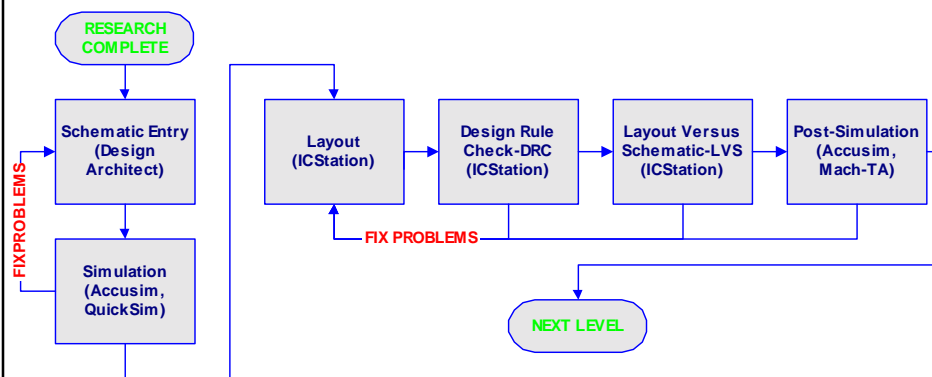 RESEARCH
COMPLETE
Schematic Entry
(Design
Architect)
FIXPROBLEMS
Simulation
(Accusim,
QuickSim)
Layout
(ICStation)
Design Rule
Check-DRC
(ICStation)
Layout Versus
Schematic-LVS
(ICStation)
Post-Simulation
(Accusim,
Mach-TA)
FIX PROBLEMS
NEXT LEVEL